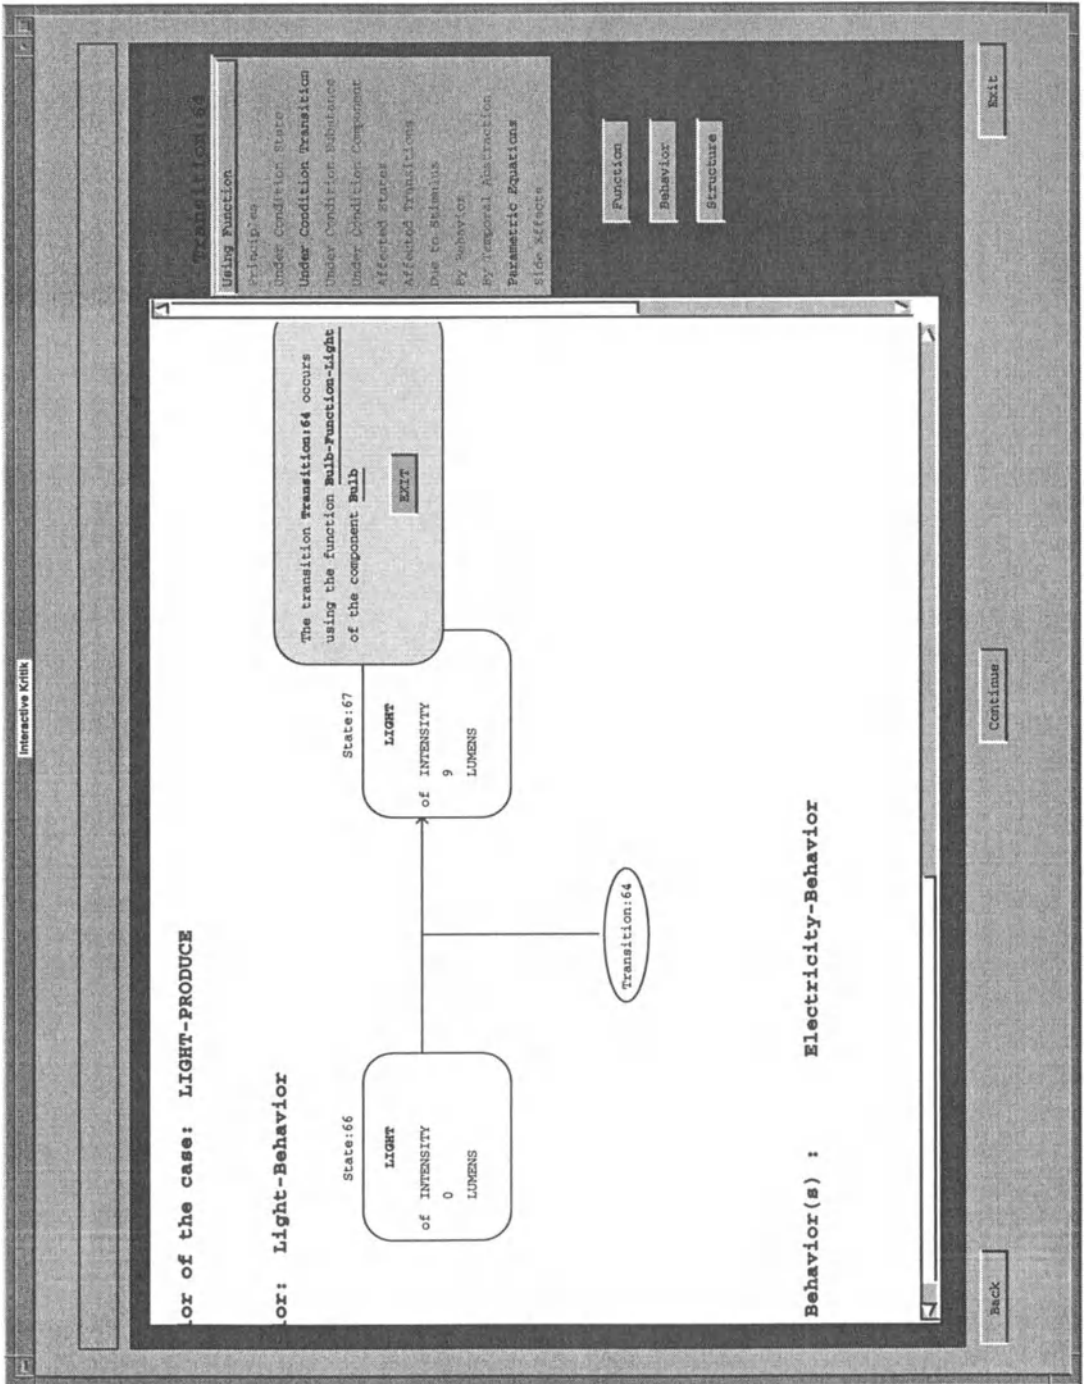 Interactive Kritik
ior of the case: LIGHT-PRODUCE
ior: Light-Behavior
State:66
LIGHT
of INTENSITY
0
LUMENS
State:67
LIGHT
of INTENSITY
9
LUMENS
Transition:64
The transition Transition:64 occurs
using the function Bulb-Function-Light
of the component Bulb
EXIT
Behavior(s) : Electricity-Behavior
Transition:64
Using Function
Principles
Under Condition State
Under Condition Transition
Under Condition Substance
Under Condition Component
Affected States
Affected Transitions
Due to Stimulus
By Behavior
By Temporal Abstraction
Parametric Equations
Side Effects
Function
Behavior
Structure
Back
Continue
Exit